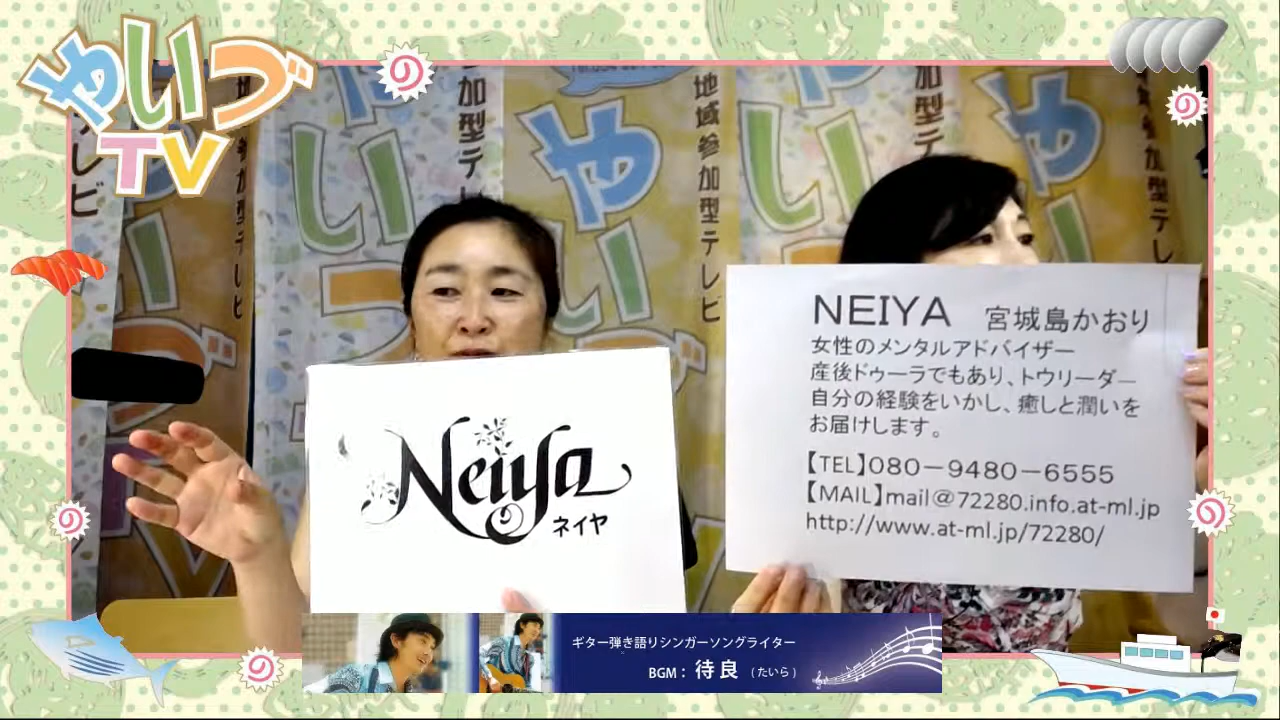 やいづ
TV
地域参加型テレビ
NEIYA 宮城島かおり
女性のメンタルアドバイザー
産後ドゥーラでもあり、トウリーダー
自分の経験をいかし、癒しと潤いを
お届けします。
【TEL】080－9480－6555
【MAIL】mail@72280.info.at-ml.jp
http://www.at-ml.jp/72280/
Neiya
ネイヤ
ギター弾き語りシンガーソングライター
BGM：待良（たいら）